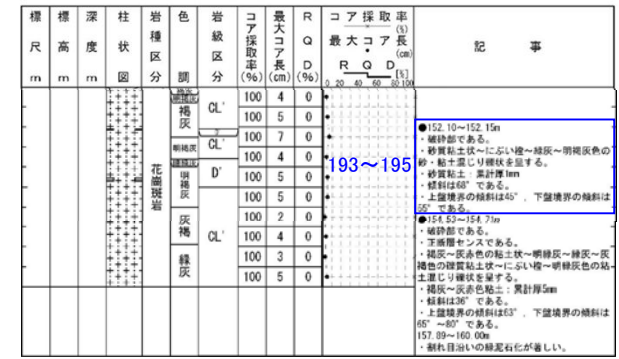 標尺 m
標高 m
深度 m
柱状図
岩種区分
色調
岩級区分
コア採取率(%)
最大コア長(cm)
RQD(%)
コア採取率(%)
最大コア長(cm)
RQD[%]
0 20 40 60 80 100
記事
花崗斑岩
褐灰
明褐灰
明褐灰
灰褐
緑灰
CL'
CL'
D'
CL'
100 4 0
100 5 0
100 7 0
100 4 0
100 5 0
100 5 0
100 2 0
100 4 0
100 3 0
100 5 0
193～195
●152.10～152.15m
・破砕部である。
・砂質粘土状～にぶい橙～緑灰～明褐灰色の
砂・粘土混じり礫状を呈する。
・砂質粘土：累計厚1mm
・傾斜は68°である。
・上盤境界の傾斜は45°、下盤境界の傾斜は
55°である。
●154.53～154.71m
・破砕部である。
・正断層センスである。
・褐灰～灰赤色の粘土状～明緑灰～緑灰～灰
褐色の礫質粘土状～にぶい橙～明緑灰色の粘
土混じり礫状を呈する。
・褐灰～灰赤色粘土：累計厚5mm
・傾斜は36°である。
・上盤境界の傾斜は63°、下盤境界の傾斜は
65°～80°である。
157.89～160.00m
・割れ目沿いの緑泥石化が著しい。